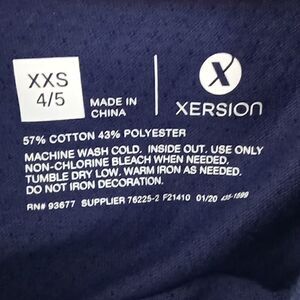 XXS
4/5
MADE IN
CHINA
X
XERSION
57% COTTON 43% POLYESTER
MACHINE WASH COLD. INSIDE OUT. USE ONLY
NON-CHLORINE BLEACH WHEN NEEDED.
TUMBLE DRY LOW. WARM IRON AS NEEDED.
DO NOT IRON DECORATION.
RN# 93677 SUPPLIER 76225-2 F21410 01/20